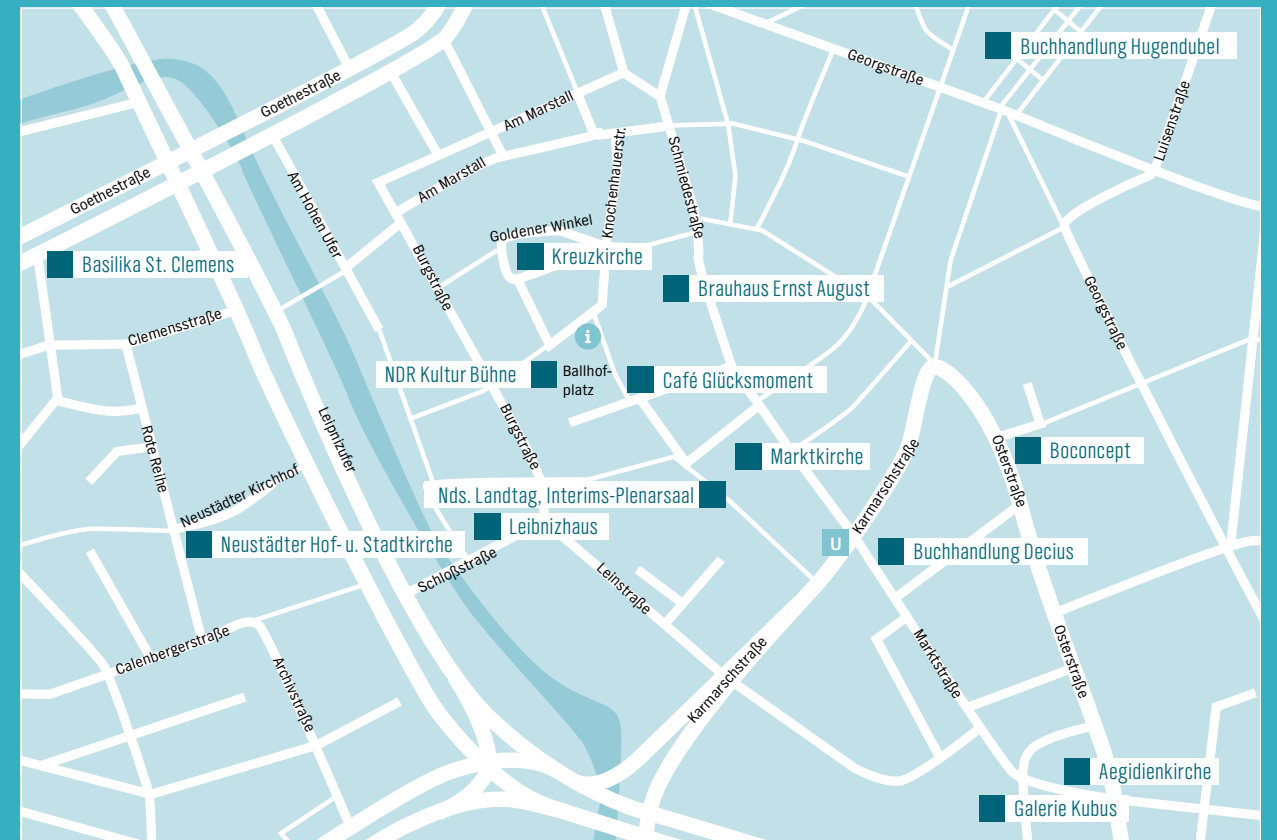 Buchhandlung Hugendubel
Georgstraße
Goethestraße
Luisenstraße
Am Marstall
Knochenhauerstr.
Schmiedestraße
Am Marstall
Goethestraße
Am Hohen Ufer
Goldener Winkel
Burgstraße
Kreuzkirche
Basilika St. Clemens
Brauhaus Ernst August
Georgstraße
Clemensstraße
i
NDR Kultur Bühne
Ballhof-
platz
Café Glücksmoment
Leipnizufer
Burgstraße
Rote Reihe
Marktkirche
Karmarschstraße
Osterstraße
Boconcept
Neustädter Kirchhof
Nds. Landtag, Interims-Plenarsaal
Leibnizhaus
Neustädter Hof- u. Stadtkirche
U
Buchhandlung Decius
Schloßstraße
Leinstraße
Calenbergerstraße
Archivstraße
Karmarschstraße
Marktstraße
Osterstraße
Aegidienkirche
Galerie Kubus